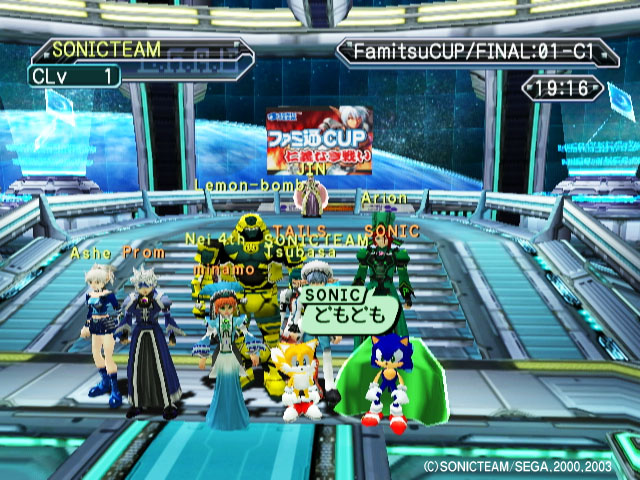 SONICTEAM
FamitsuCUP/FINAL:01-C1
CLv 1
19:16
ファミ通CUP
JIN
Lemon-bomb
Arion
TAILS
SONIC
Nei 4th
SONICTEAM
Ashe
Prom
Tsubasa
minamo
SONIC
どもども
(C)SONICTEAM/SEGA,2000,2003